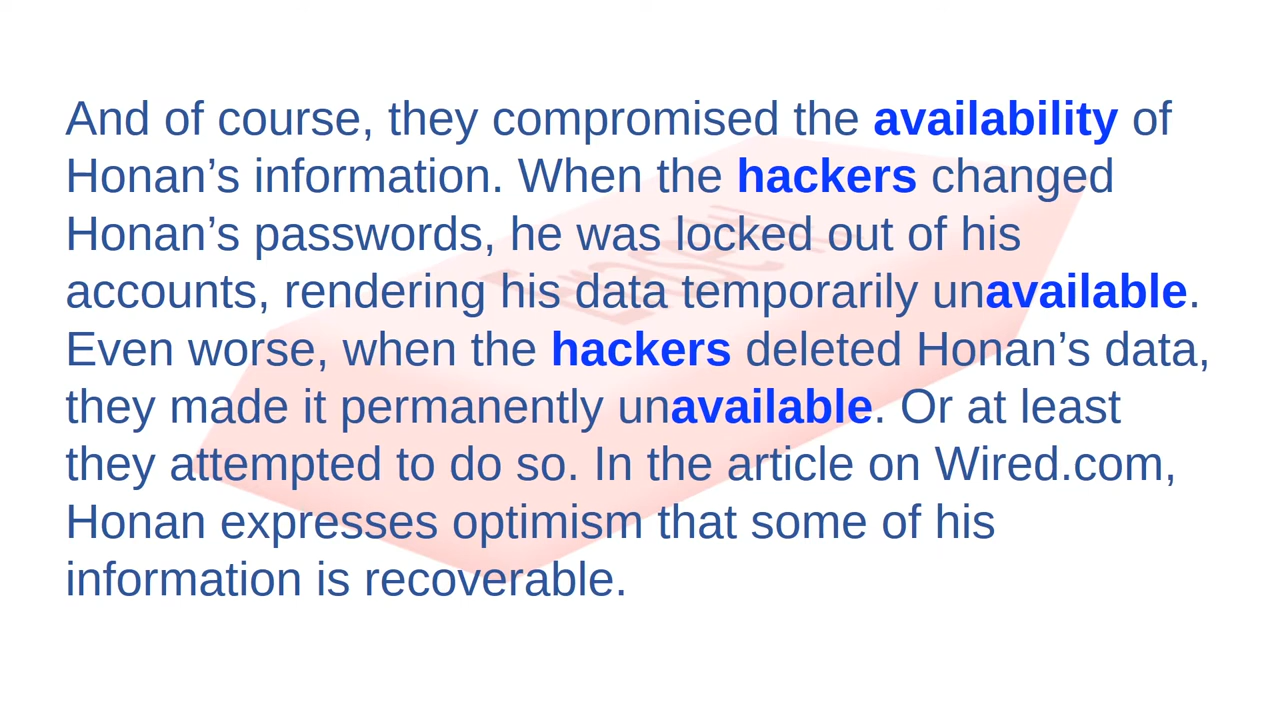 And of course, they compromised the availability of
Honan’s information. When the hackers changed
Honan’s passwords, he was locked out of his
accounts, rendering his data temporarily unavailable.
Even worse, when the hackers deleted Honan’s data,
they made it permanently unavailable. Or at least
they attempted to do so. In the article on Wired.com,
Honan expresses optimism that some of his
information is recoverable.